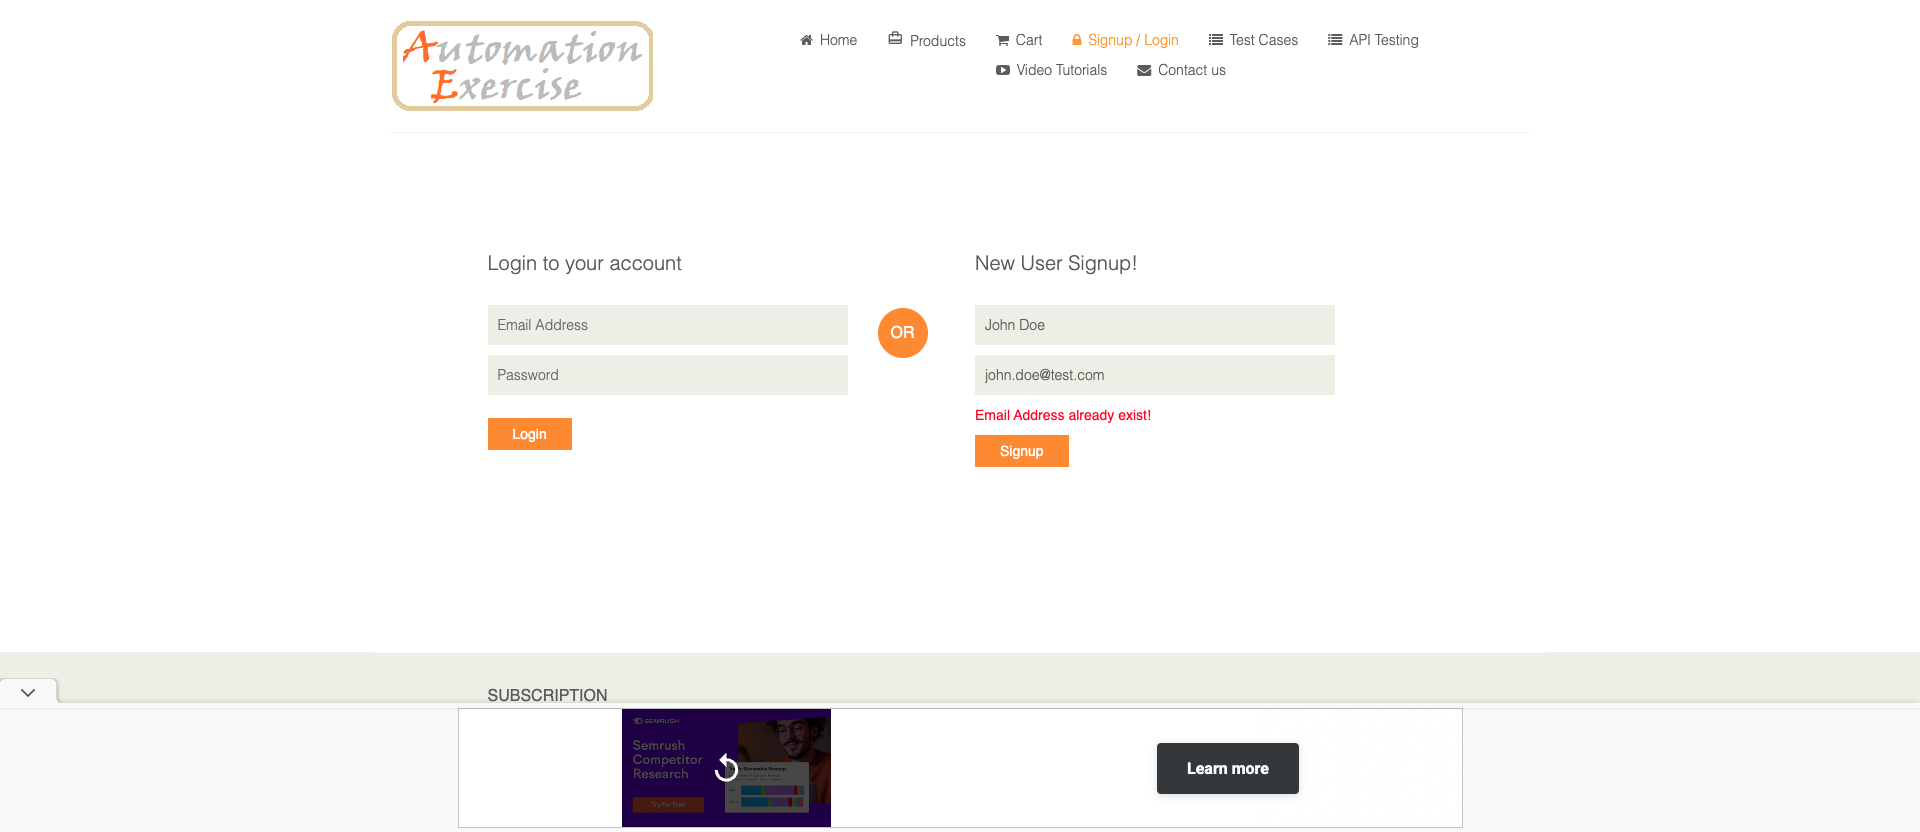 Automation
Exercise
Home
Products
Cart
Signup / Login
Test Cases
API Testing
Video Tutorials
Contact us
Login to your account
Email Address
Password
Login
OR
New User Signup!
John Doe
john.doe@test.com
Email Address already exist!
Signup
SUBSCRIPTION
SEMRUSH
Semrush
Competitor
Research
Try For Free
Learn more